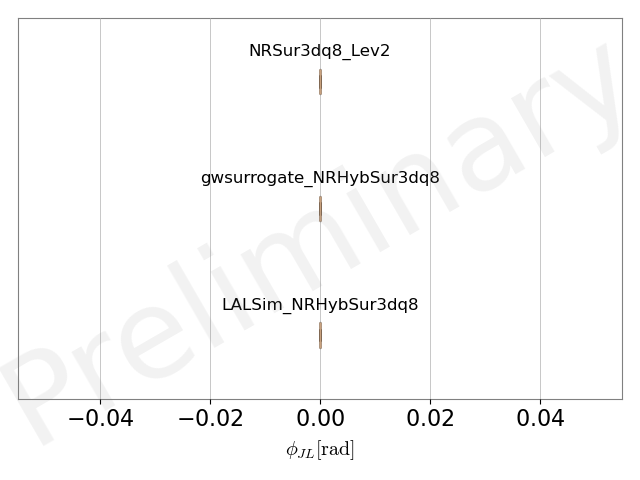 NRSur3dq8_Lev2
gwsurrogate_NRHybSur3dq8
LALSim_NRHybSur3dq8
Preliminary
−0.04 −0.02 0.00 0.02 0.04
ϕ_JL [rad]